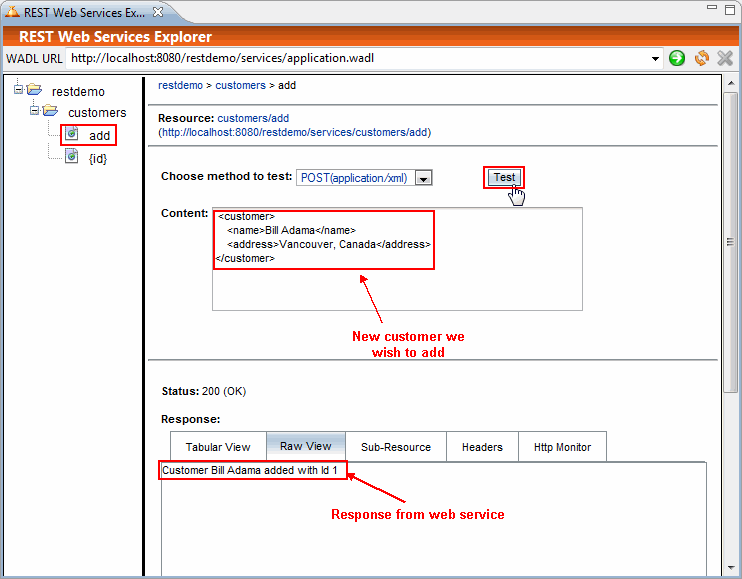 REST Web Services Ex...
REST Web Services Explorer
WADL URL http://localhost:8080/restdemo/services/application.wadl
restdemo
customers
add
{id}
restdemo > customers > add
Resource: customers/add
(http://localhost:8080/restdemo/services/customers/add)
Choose method to test: POST(application/xml) Test
Content:
<customer>
<name>Bill Adama</name>
<address>Vancouver, Canada</address>
</customer>
New customer we
wish to add
Status: 200 (OK)
Response:
Tabular View Raw View Sub-Resource Headers Http Monitor
Customer Bill Adama added with Id 1
Response from web service